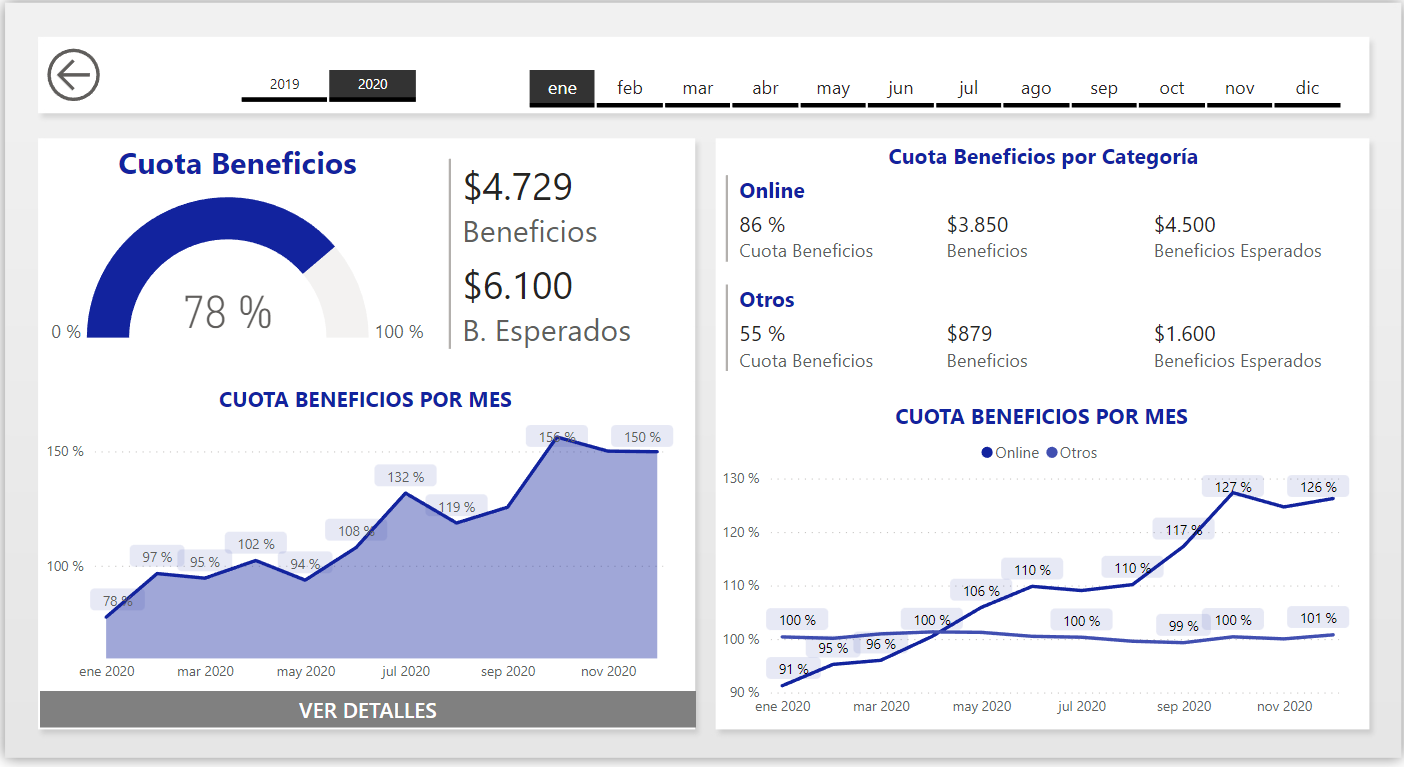 2019 2020 ene feb mar abr may jun jul ago sep oct nov dic
Cuota Beneficios
78 %
0 % 100 %
$4.729
Beneficios
$6.100
B. Esperados
CUOTA BENEFICIOS POR MES
150 %
100 %
78 % 97 % 95 % 102 % 94 % 108 % 132 % 119 % 156 % 150 %
ene 2020 mar 2020 may 2020 jul 2020 sep 2020 nov 2020
VER DETALLES
Cuota Beneficios por Categoría
Online
86 % $3.850 $4.500
Cuota Beneficios Beneficios Beneficios Esperados
Otros
55 % $879 $1.600
Cuota Beneficios Beneficios Beneficios Esperados
CUOTA BENEFICIOS POR MES
Online Otros
130 %
120 %
110 %
100 %
90 %
100 % 100 % 100 % 99 % 100 % 101 %
91 % 95 % 96 % 106 % 110 % 110 % 117 % 127 % 126 %
ene 2020 mar 2020 may 2020 jul 2020 sep 2020 nov 2020